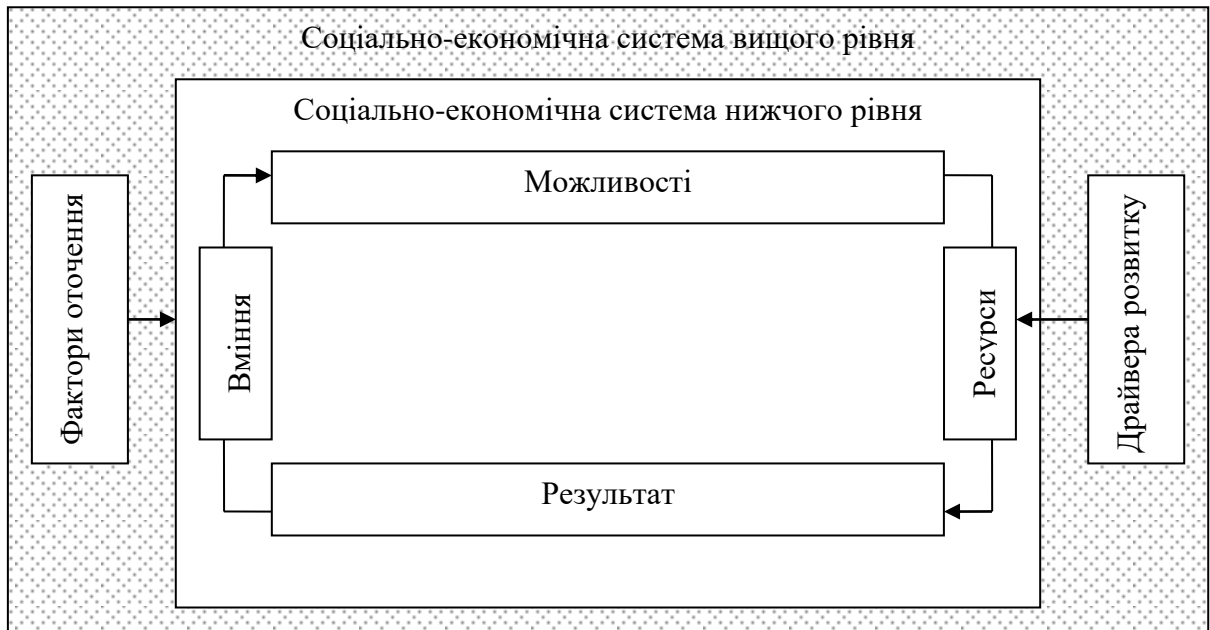 Соціально-економічна система вищого рівня
Соціально-економічна система нижчого рівня
Можливості
Фактори оточення
Вміння
Ресурси
Драйвера розвитку
Результат